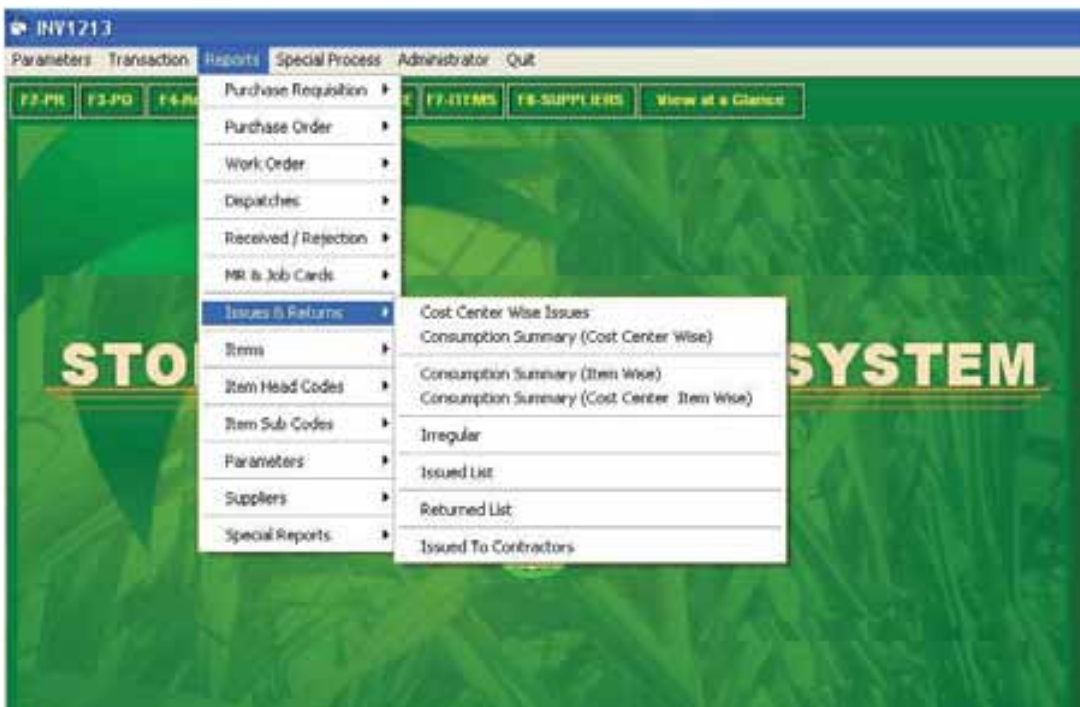 INV1213
Parameters Transaction Reports Special Process Administrator Quit
F2-PR F3-PO F7-ITEMS F8-SUPPLIERS View at a Glance
Purchase Requisition
Purchase Order
Work Order
Dispatches
Received / Rejection
MR & Job Cards
Issues & Returns
Items
Item Head Codes
Item Sub Codes
Parameters
Suppliers
Special Reports
Cost Center Wise Issues
Consumption Summary (Cost Center Wise)
Consumption Summary (Item Wise)
Consumption Summary (Cost Center Item Wise)
Irregular
Issued List
Returned List
Issued To Contractors
STO SYSTEM